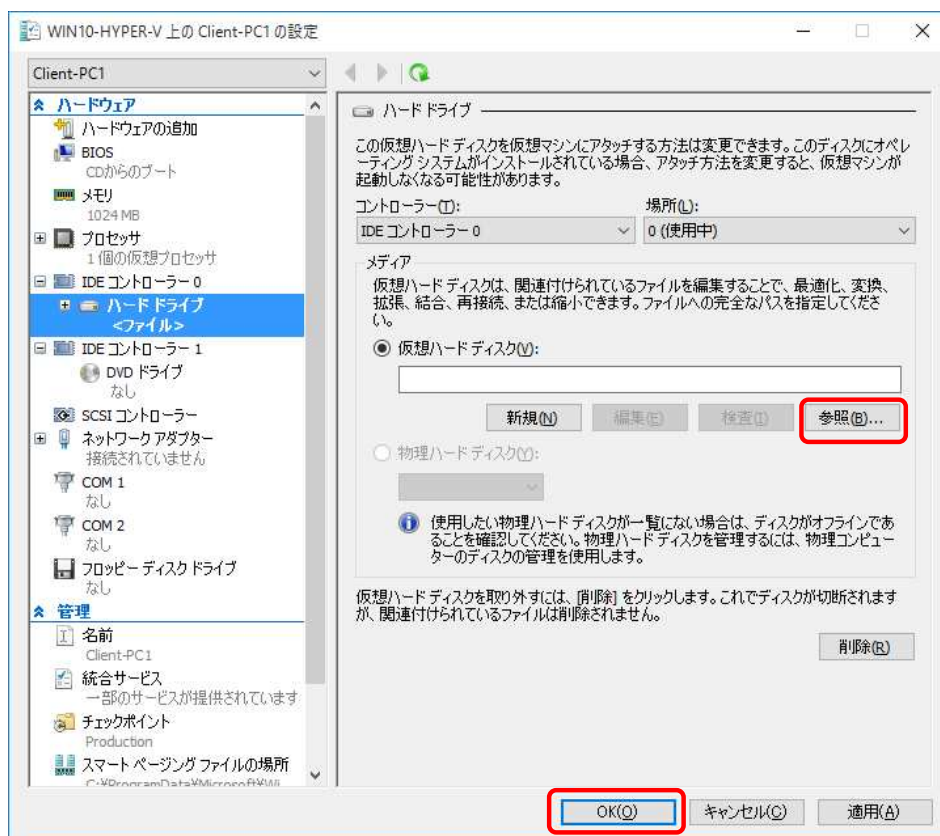 WIN10-HYPER-V 上の Client-PC1 の設定
Client-PC1
ハードウェア
ハードウェアの追加
BIOS
CDからのブート
メモリ
1024 MB
プロセッサ
1 個の仮想プロセッサ
IDE コントローラー 0
ハード ドライブ
<ファイル>
IDE コントローラー 1
DVD ドライブ
なし
SCSI コントローラー
ネットワーク アダプター
接続されていません
COM 1
なし
COM 2
なし
フロッピー ディスク ドライブ
なし
管理
名前
Client-PC1
統合サービス
一部のサービスが提供されています
チェックポイント
Production
スマート ページング ファイルの場所
C:¥ProgramData¥Microsoft¥Wi
ハード ドライブ
この仮想ハード ディスクを仮想マシンにアタッチする方法は変更できます。このディスクにオペレ
ーティング システムがインストールされている場合、アタッチ方法を変更すると、仮想マシンが
起動しなくなる可能性があります。
コントローラー(T):
場所(L):
IDE コントローラー 0
0 (使用中)
メディア
仮想ハード ディスクは、関連付けられているファイルを編集することで、最適化、変換、
拡張、結合、再接続、または縮小できます。ファイルへの完全なパスを指定してくださ
い。
仮想ハード ディスク(V):
新規(N)
編集(E)
検査(I)
参照(B)...
物理ハード ディスク(Y):
使用したい物理ハード ディスクが一覧にない場合は、ディスクがオフラインであ
ることを確認してください。物理ハード ディスクを管理するには、物理コンピュー
ターのディスクの管理を使用します。
仮想ハード ディスクを取り外すには、[削除] をクリックします。これでディスクが切断されます
が、関連付けられているファイルは削除されません。
削除(R)
OK(O)
キャンセル(C)
適用(A)